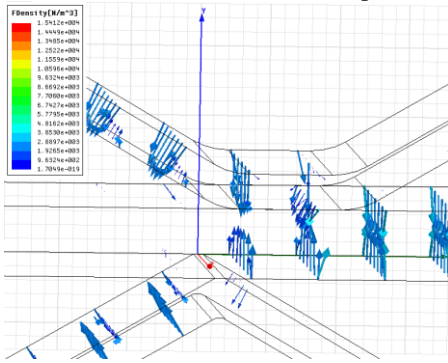 FDensity[N/m^3]
1.5412e+004
1.4449e+004
1.3485e+004
1.2522e+004
1.1559e+004
1.0596e+004
9.6324e+003
8.6692e+003
7.7060e+003
6.7427e+003
5.7795e+003
4.8162e+003
3.8530e+003
2.8897e+003
1.9265e+003
9.6324e+002
1.7049e-019
Y